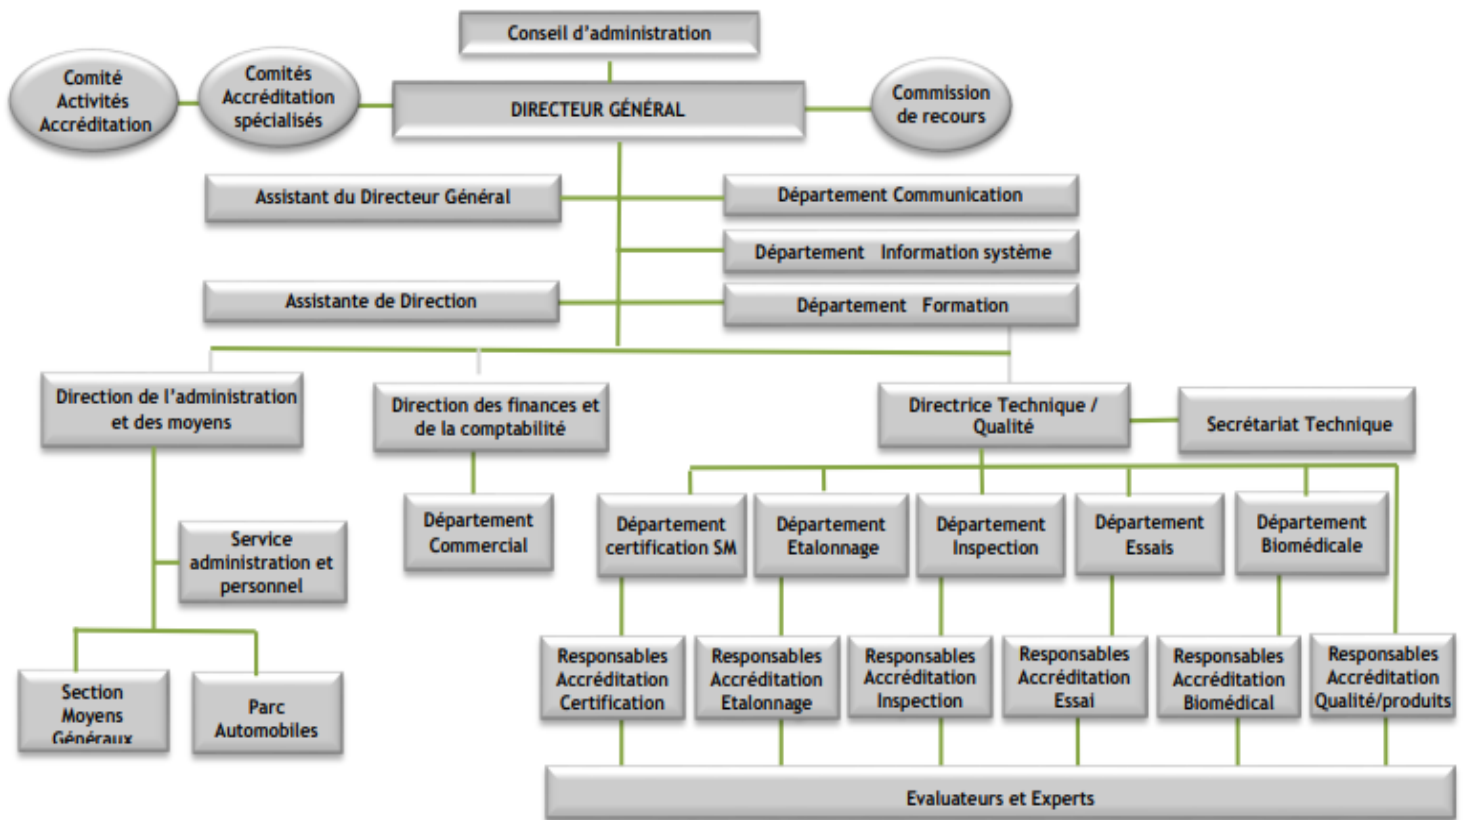 Conseil d'administration
Comité
Activités
Accréditation
Comités
Accréditation
spécialisés
DIRECTEUR GÉNÉRAL
Commission
de recours
Assistant du Directeur Général
Département Communication
Département Information système
Assistante de Direction
Département Formation
Direction de l'administration
et des moyens
Direction des finances et
de la comptabilité
Directrice Technique /
Qualité
Secrétariat Technique
Service
administration et
personnel
Département
Commercial
Département
certification SM
Département
Etalonnage
Département
Inspection
Département
Essais
Département
Biomédicale
Section
Moyens
Généraux
Parc
Automobiles
Responsables
Accréditation
Certification
Responsables
Accréditation
Etalonnage
Responsables
Accréditation
Inspection
Responsables
Accréditation
Essai
Responsables
Accréditation
Biomédical
Responsables
Accréditation
Qualité/produits
Evaluateurs et Experts